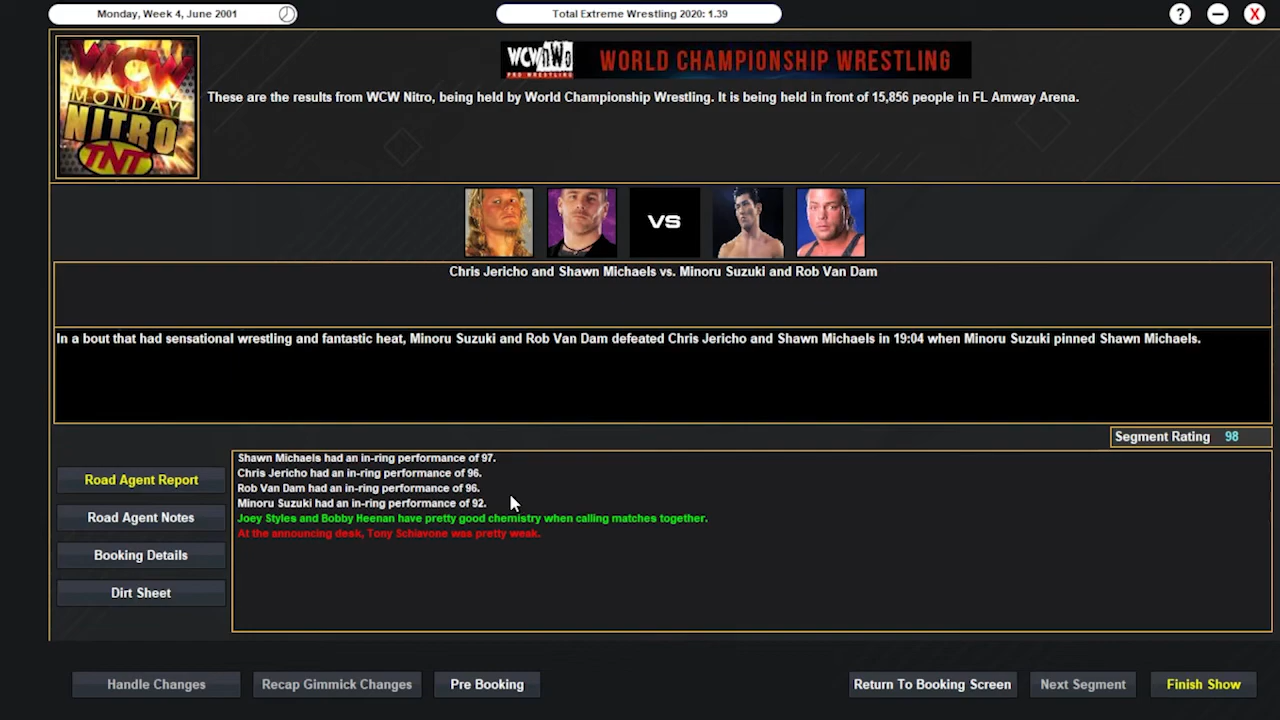 Monday, Week 4, June 2001
Total Extreme Wrestling 2020: 1.39
? X
WCW MONDAY NITRO TNT
WCW nWo PRO WRESTLING
WORLD CHAMPIONSHIP WRESTLING
These are the results from WCW Nitro, being held by World Championship Wrestling. It is being held in front of 15,856 people in FL Amway Arena.
VS
Chris Jericho and Shawn Michaels vs. Minoru Suzuki and Rob Van Dam
In a bout that had sensational wrestling and fantastic heat, Minoru Suzuki and Rob Van Dam defeated Chris Jericho and Shawn Michaels in 19:04 when Minoru Suzuki pinned Shawn Michaels.
Segment Rating 98
Road Agent Report
Road Agent Notes
Booking Details
Dirt Sheet
Shawn Michaels had an in-ring performance of 97.
Chris Jericho had an in-ring performance of 96.
Rob Van Dam had an in-ring performance of 96.
Minoru Suzuki had an in-ring performance of 92.
Joey Styles and Bobby Heenan have pretty good chemistry when calling matches together.
At the announcing desk, Tony Schiavone was pretty weak.
Handle Changes
Recap Gimmick Changes
Pre Booking
Return To Booking Screen
Next Segment
Finish Show